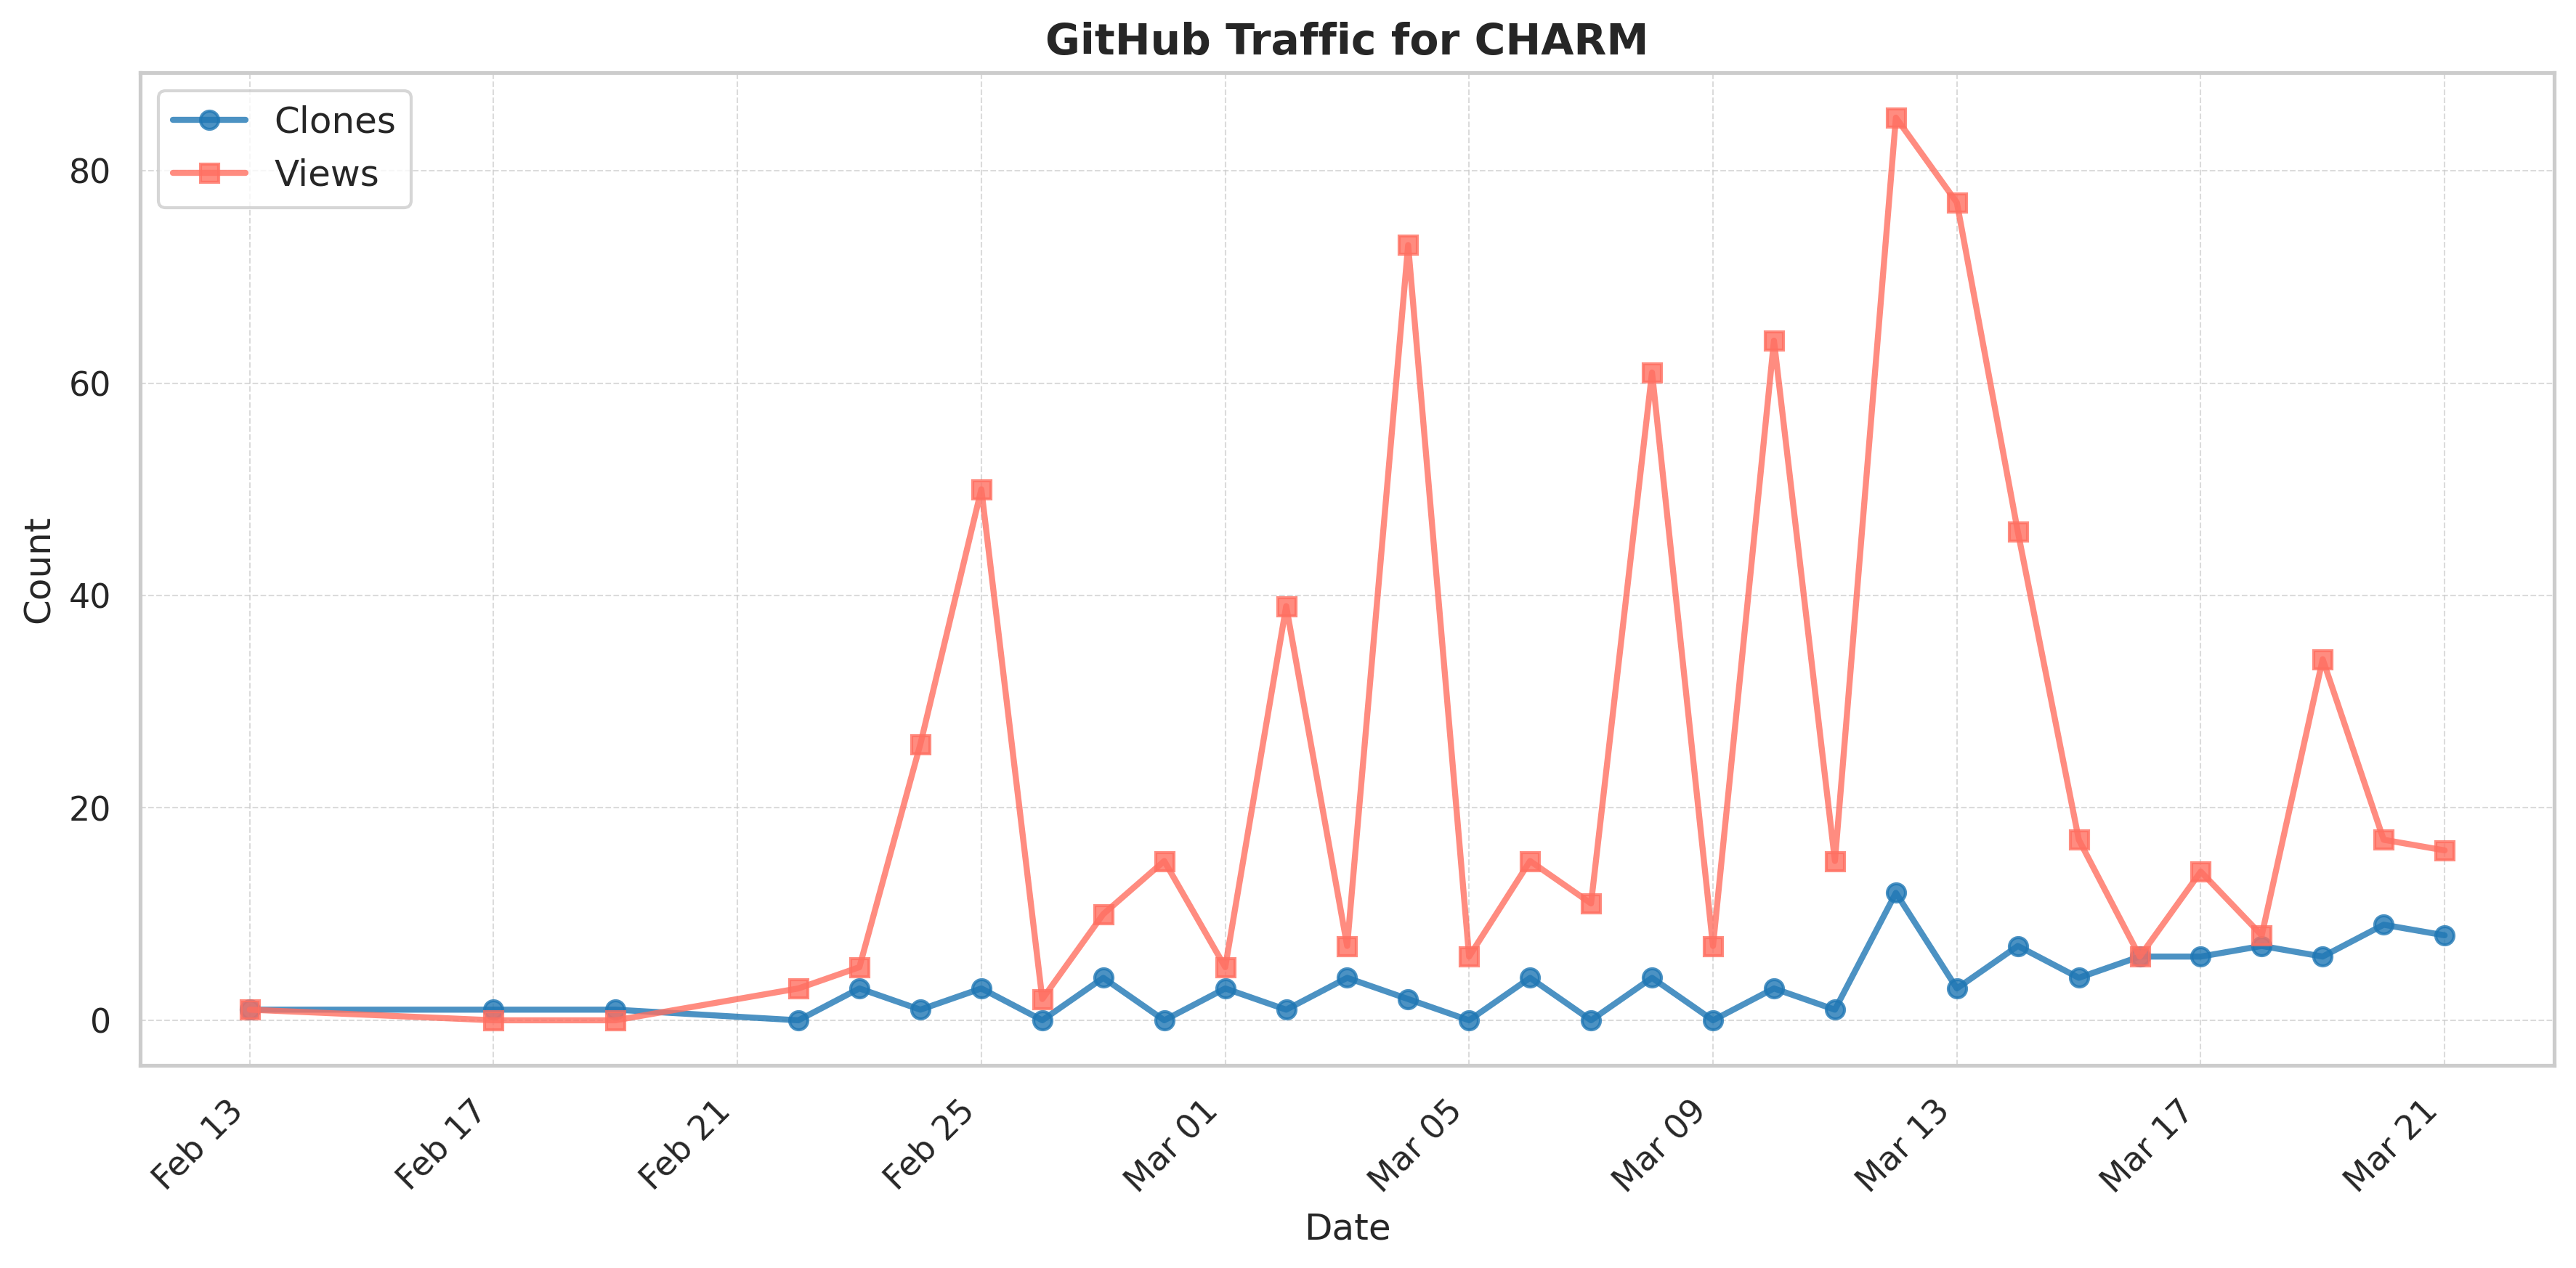 GitHub Traffic for CHARM
Clones
Views
80
60
40
20
0
Count
Feb 13
Feb 17
Feb 21
Feb 25
Mar 01
Mar 05
Mar 09
Mar 13
Mar 17
Mar 21
Date